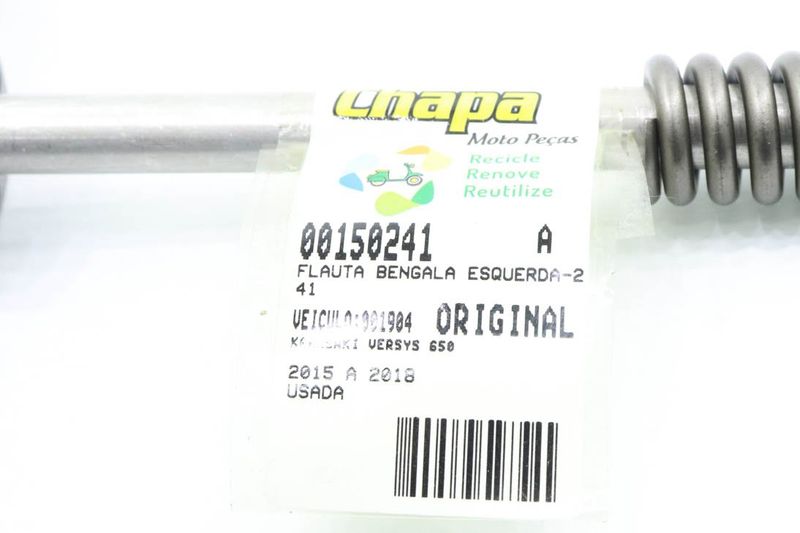 Chapa
Moto Peças
Recicle
Renove
Reutilize
00150241 A
FLAUTA BENGALA ESQUERDA-2
41
VEICULO:001904 ORIGINAL
KAWASAKI VERSYS 650
2015 A 2018
USADA